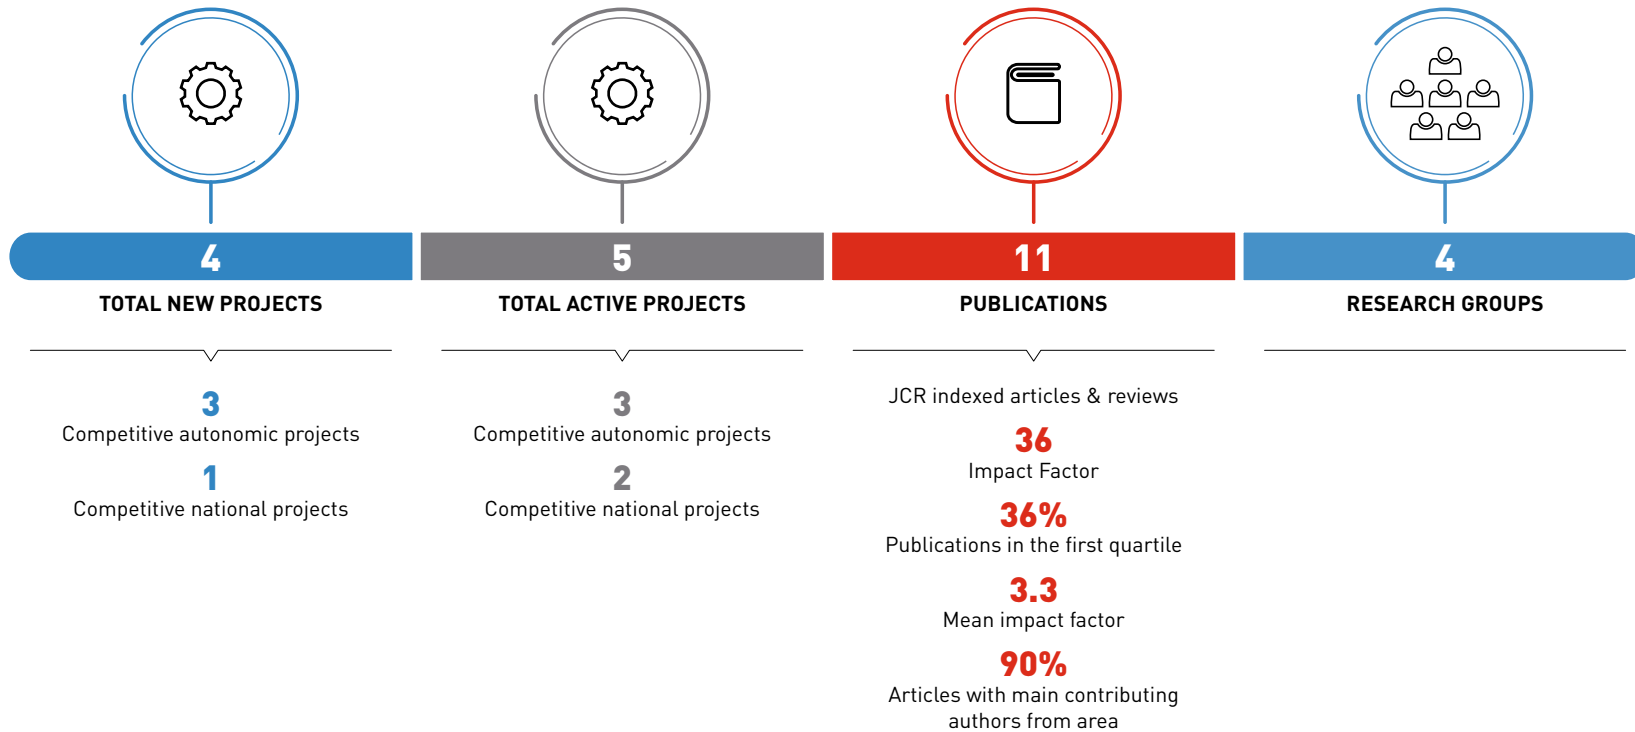 4
TOTAL NEW PROJECTS
3
Competitive autonomic projects
1
Competitive national projects
5
TOTAL ACTIVE PROJECTS
3
Competitive autonomic projects
2
Competitive national projects
11
PUBLICATIONS
JCR indexed articles & reviews
36
Impact Factor
36%
Publications in the first quartile
3.3
Mean impact factor
90%
Articles with main contributing
authors from area
4
RESEARCH GROUPS